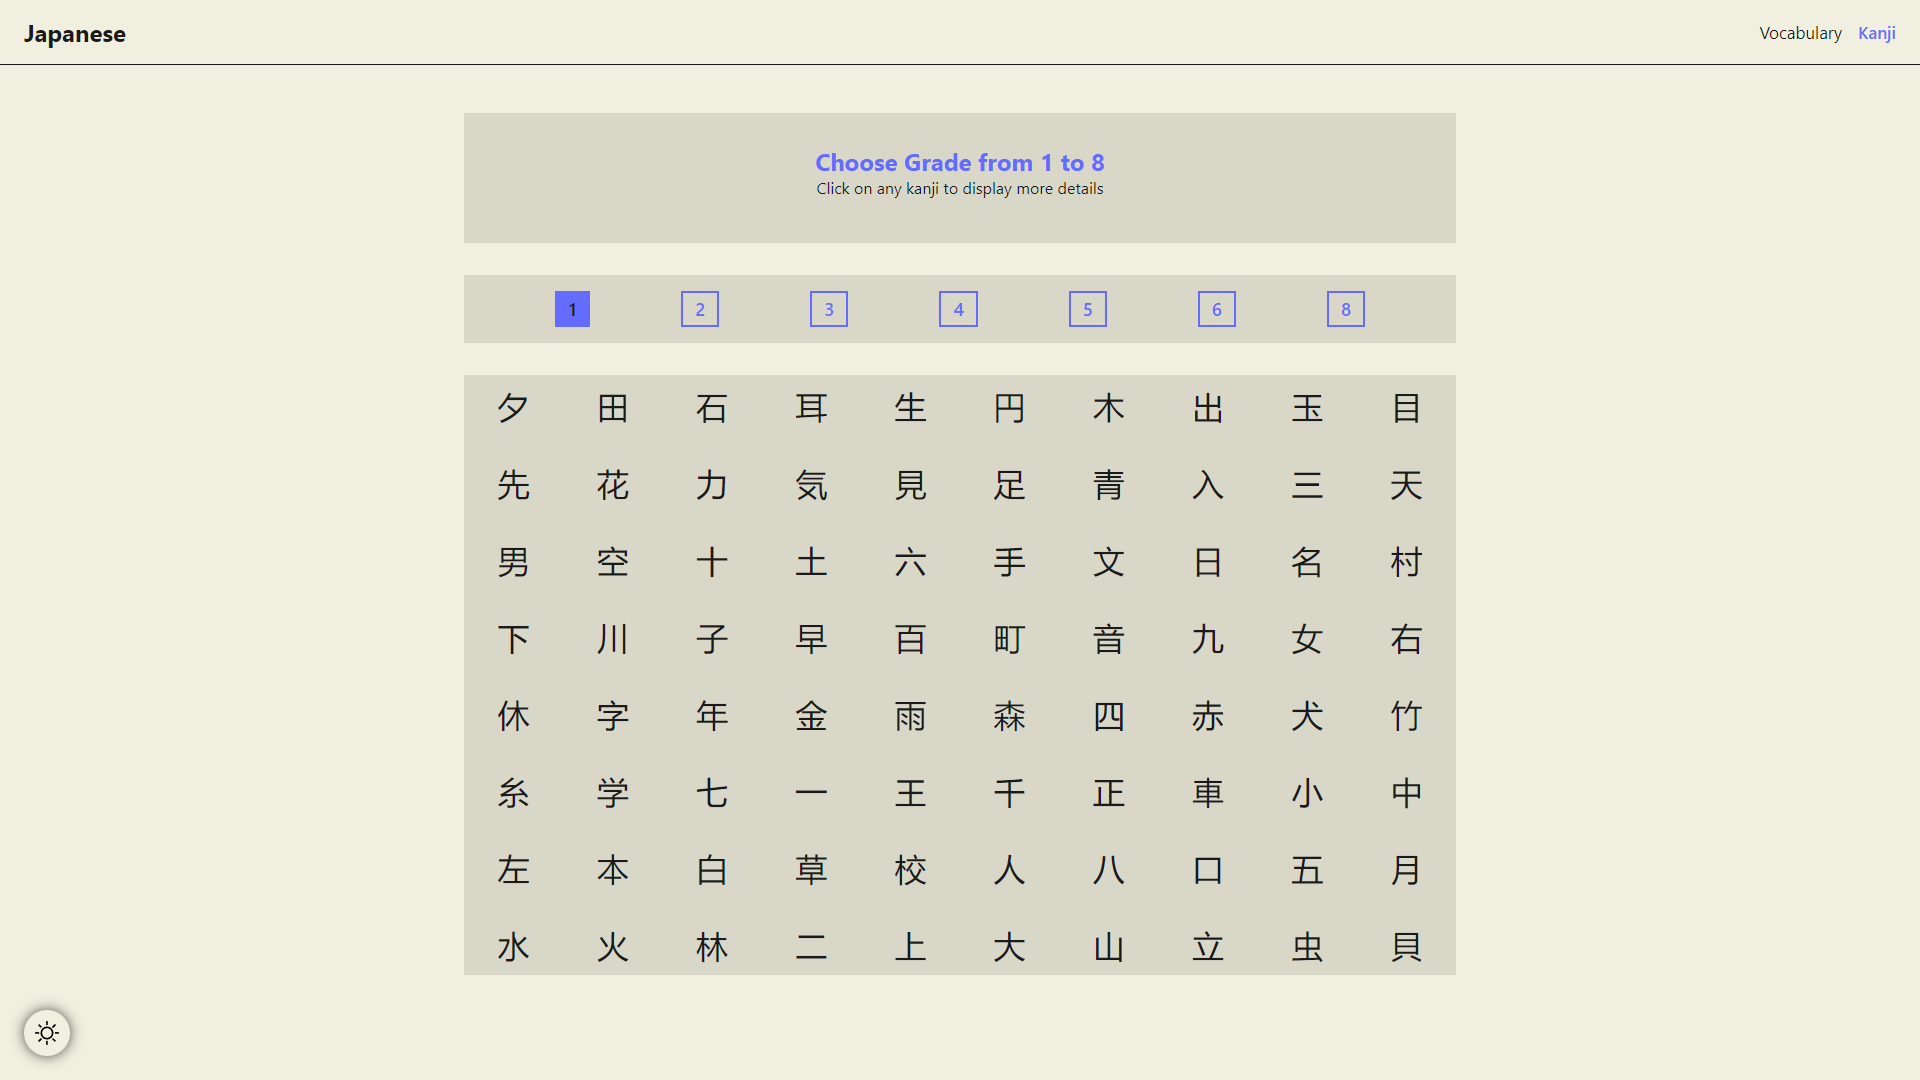 Japanese
Vocabulary Kanji
Choose Grade from 1 to 8
Click on any kanji to display more details
1 2 3 4 5 6 8
夕 田 石 耳 生 円 木 出 玉 目
先 花 力 気 見 足 青 入 三 天
男 空 十 土 六 手 文 日 名 村
下 川 子 早 百 町 音 九 女 右
休 字 年 金 雨 森 四 赤 犬 竹
糸 学 七 一 王 千 正 車 小 中
左 本 白 草 校 人 八 口 五 月
水 火 林 二 上 大 山 立 虫 貝